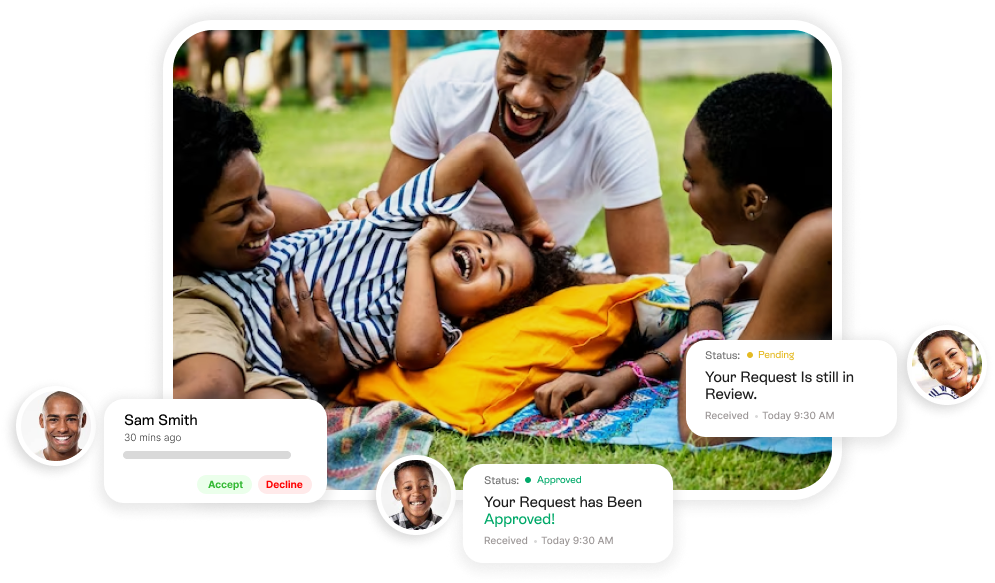 Status: Pending
Your Request Is still in
Review.
Received Today 9:30 AM
Sam Smith
30 mins ago
Accept Decline
Status: Approved
Your Request has Been
Approved!
Received Today 9:30 AM